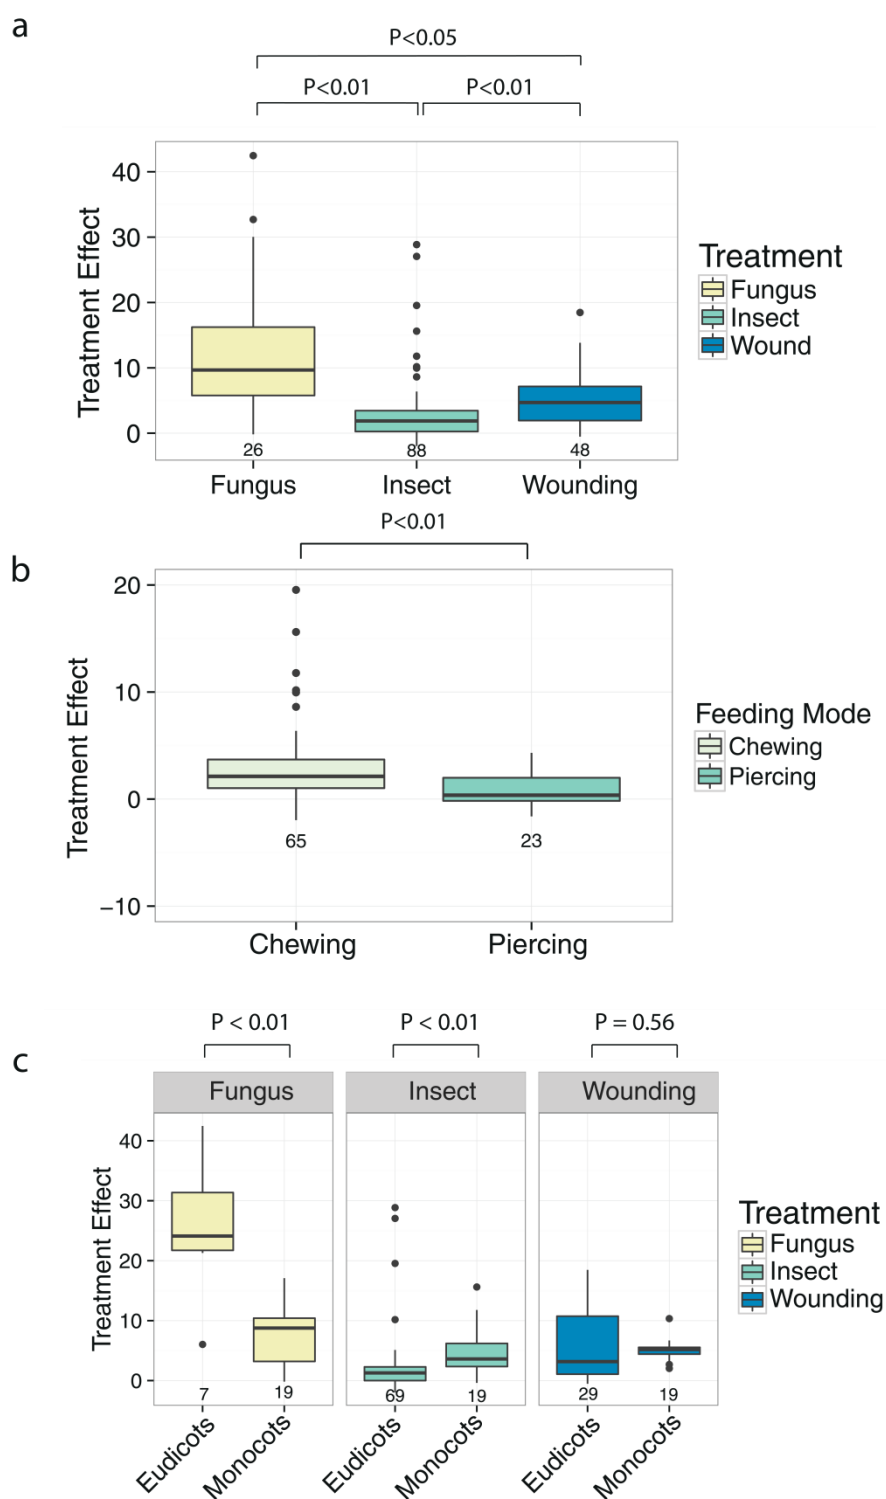 a
P<0.05
P<0.01 P<0.01
Treatment Effect
40
30
20
10
0
26 88 48
Fungus Insect Wounding
Treatment
Fungus
Insect
Wound
b
P<0.01
Treatment Effect
20
10
0
−10
65 23
Chewing Piercing
Feeding Mode
Chewing
Piercing
c
P < 0.01 P < 0.01 P = 0.56
Fungus Insect Wounding
Treatment Effect
40
30
20
10
0
7 19 69 19 29 19
Eudicots Monocots Eudicots Monocots Eudicots Monocots
Treatment
Fungus
Insect
Wounding